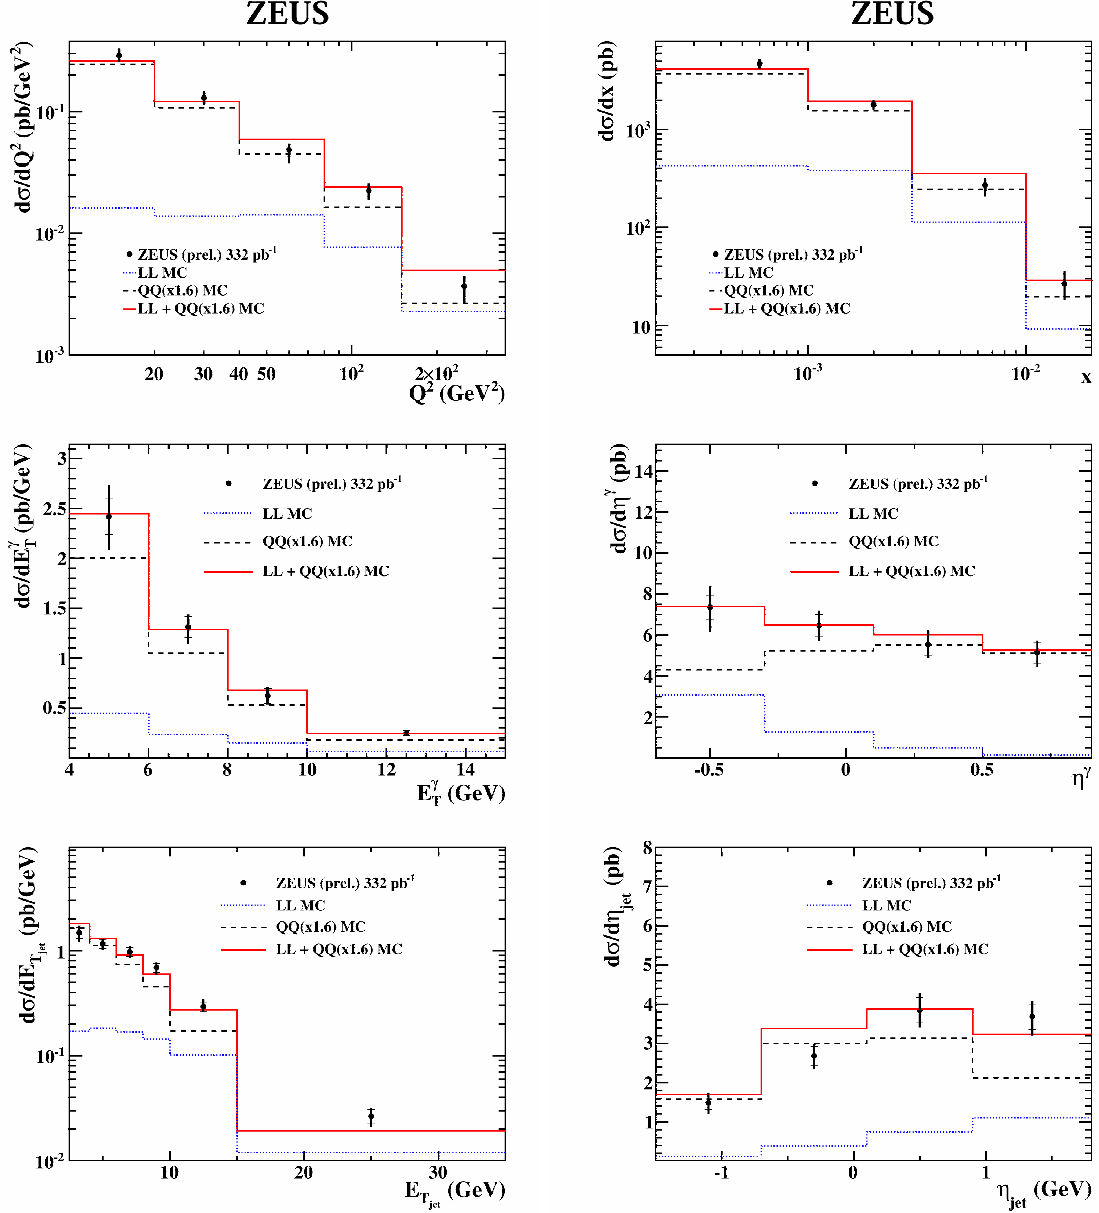 ZEUS
dσ/dQ² (pb/GeV²)
10⁻¹
10⁻²
10⁻³
ZEUS (prel.) 332 pb⁻¹
LL MC
QQ(x1.6) MC
LL + QQ(x1.6) MC
20 30 40 50 10² 2×10²
Q² (GeV²)
ZEUS
dσ/dx (pb)
10³
10²
10
ZEUS (prel.) 332 pb⁻¹
LL MC
QQ(x1.6) MC
LL + QQ(x1.6) MC
10⁻³ 10⁻²
x
dσ/dE_T^γ (pb/GeV)
3
2.5
2
1.5
1
0.5
ZEUS (prel.) 332 pb⁻¹
LL MC
QQ(x1.6) MC
LL + QQ(x1.6) MC
4 6 8 10 12 14
E_T^γ (GeV)
dσ/dη^γ (pb)
14
12
10
8
6
4
2
ZEUS (prel.) 332 pb⁻¹
LL MC
QQ(x1.6) MC
LL + QQ(x1.6) MC
-0.5 0 0.5
η^γ
dσ/dE_T_jet (pb/GeV)
1
10⁻¹
10⁻²
ZEUS (prel.) 332 pb⁻¹
LL MC
QQ(x1.6) MC
LL + QQ(x1.6) MC
10 20 30
E_T_jet (GeV)
dσ/dη_jet (pb)
8
7
6
5
4
3
2
1
ZEUS (prel.) 332 pb⁻¹
LL MC
QQ(x1.6) MC
LL + QQ(x1.6) MC
-1 0 1
η_jet (GeV)